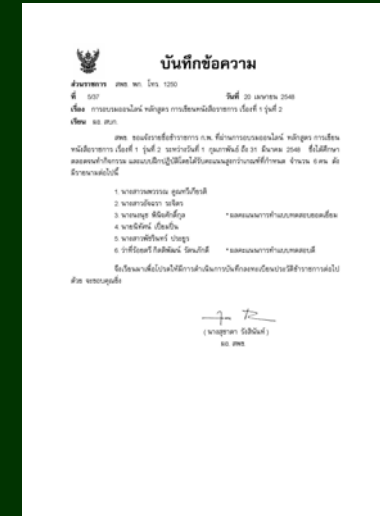 บันทึกข้อความ
ส่วนราชการ สพข. พก. โทร. 1250
ที่ 5/37 วันที่ 20 เมษายน 2548
เรื่อง การอบรมออนไลน์ หลักสูตร การเขียนหนังสือราชการ เรื่องที่ 1 รุ่นที่ 2
เรียน ผอ. สบก.
สพข. ขอแจ้งรายชื่อข้าราชการ ก.พ. ที่ผ่านการอบรมออนไลน์ หลักสูตร การเขียน
หนังสือราชการ เรื่องที่ 1 รุ่นที่ 2 ระหว่างวันที่ 1 กุมภาพันธ์ ถึง 31 มีนาคม 2548 ซึ่งได้ศึกษา
ตลอดจนทำกิจกรรม และแบบฝึกปฏิบัติโดยได้รับคะแนนสูงกว่าเกณฑ์ที่กำหนด จำนวน 6 คน ดัง
มีรายนามต่อไปนี้
1. นางสาวนพวรรณ
2. นางสาวอัจฉรา
3. นางนงนุช พินิจศักดิ์กุล * ผลคะแนนการทำแบบทดสอบยอดเยี่ยม
4. นายนิทัศน์ เปี่ยมปิ่น
5. นางสาวพัชรินทร์
6. ว่าที่ร้อยตรี กิตติพัฒน์ รัตนภักดี * ผลคะแนนการทำแบบทดสอบดี
จึงเรียนมาเพื่อโปรดให้มีการดำเนินการบันทึกลงทะเบียนประวัติข้าราชการต่อไป
ด้วย จะขอบคุณยิ่ง
( นางสุชาดา รังสินันท์ )
ผอ. สพข.